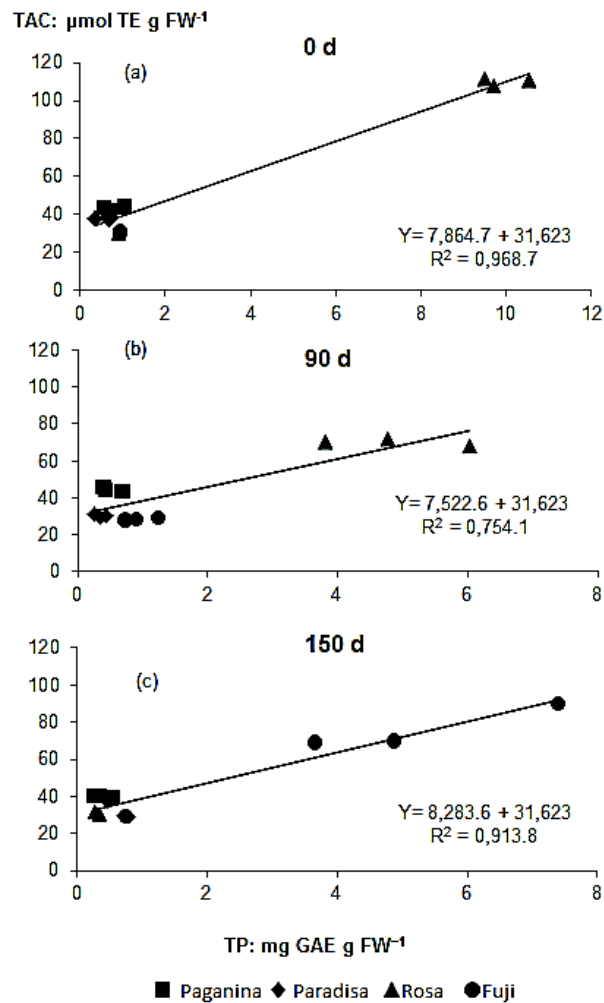 TAC: μmol TE g FW⁻¹
0 d
(a)
120
100
80
60
40
20
0
Y= 7,864.7 + 31,623
R² = 0,968.7
0 2 4 6 8 10 12
(b)
90 d
120
100
80
60
40
20
0
Y= 7,522.6 + 31,623
R² = 0,754.1
0 2 4 6 8
150 d
(c)
120
100
80
60
40
20
0
Y= 8,283.6 + 31,623
R² = 0,913.8
0 2 4 6 8
TP: mg GAE g FW⁻¹
Paganina Paradisa Rosa Fuji